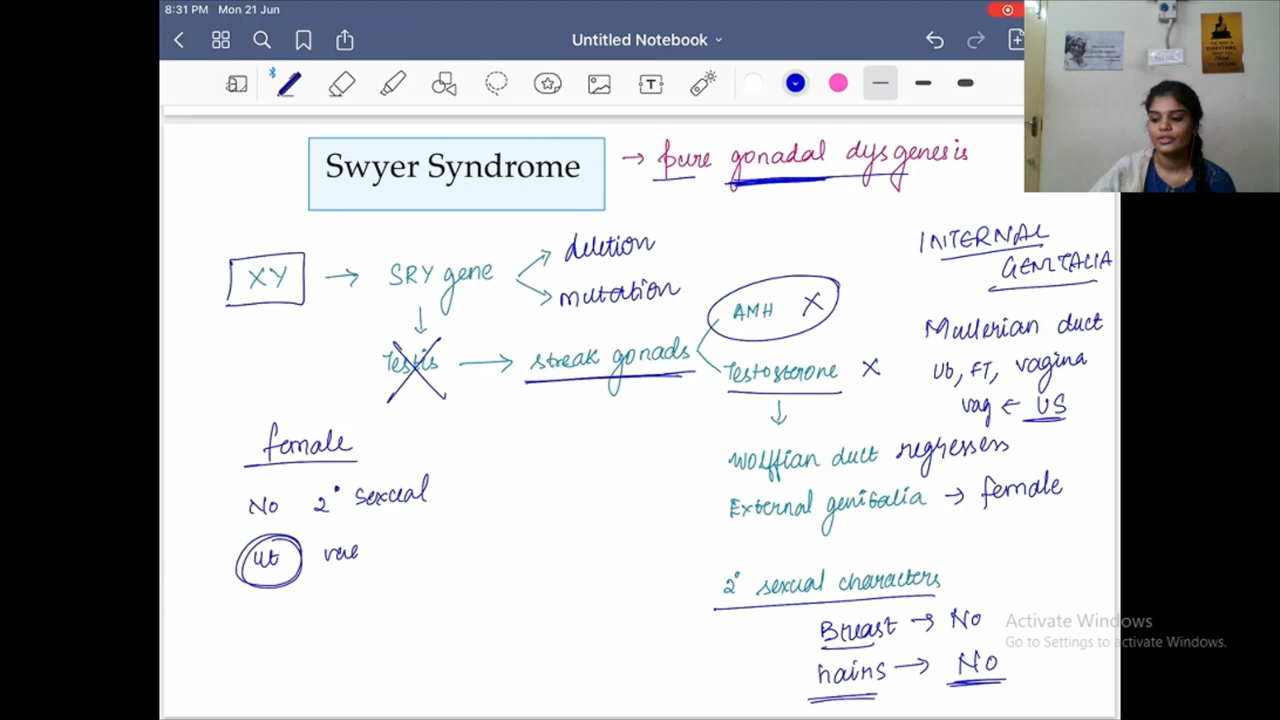 8:31 PM Mon 21 Jun
Untitled Notebook
Swyer Syndrome → pure gonadal dysgenesis
XY → SRY gene
deletion
mutation
Testis → streak gonads
AMH X
Testosterone X
Wolffian duct regresses
External genitalia → female
2° sexual characters
Breast → No
hairs → No
INTERNAL
GENITALIA
Mullerian duct
Ub, FT, vagina
vag ← US
female
No 2° sexual
ut
Activate Windows
Go to Settings to activate Windows.